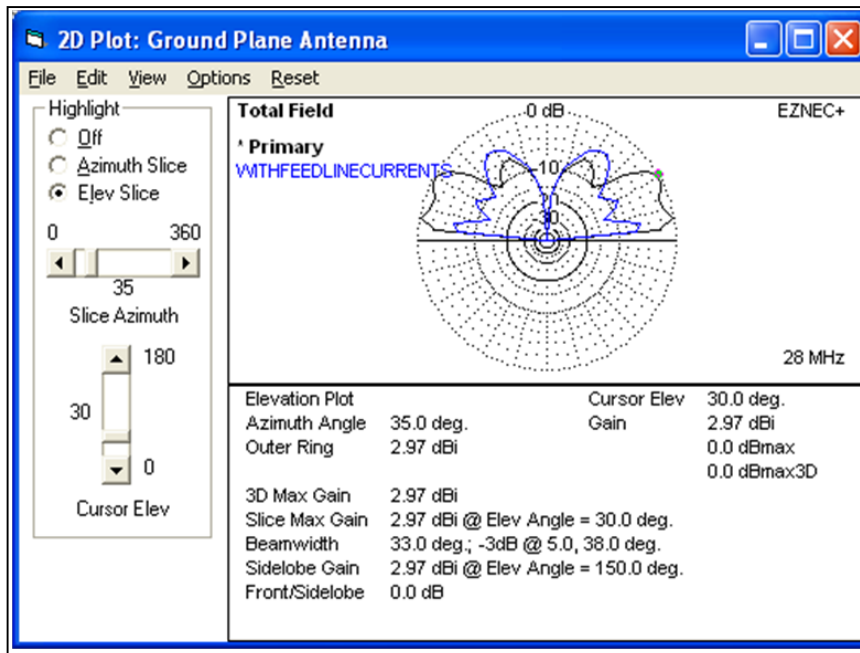 2D Plot: Ground Plane Antenna
File Edit View Options Reset
Highlight
Off
Azimuth Slice
Elev Slice
0 360
35
Slice Azimuth
180
30
0
Cursor Elev
Total Field
0 dB
EZNEC+
* Primary
WITHFEEDLINECURRENTS
-10
28 MHz
Elevation Plot Cursor Elev 30.0 deg.
Azimuth Angle 35.0 deg. Gain 2.97 dBi
Outer Ring 2.97 dBi 0.0 dBmax
0.0 dBmax3D
3D Max Gain 2.97 dBi
Slice Max Gain 2.97 dBi @ Elev Angle = 30.0 deg.
Beamwidth 33.0 deg.; -3dB @ 5.0, 38.0 deg.
Sidelobe Gain 2.97 dBi @ Elev Angle = 150.0 deg.
Front/Sidelobe 0.0 dB